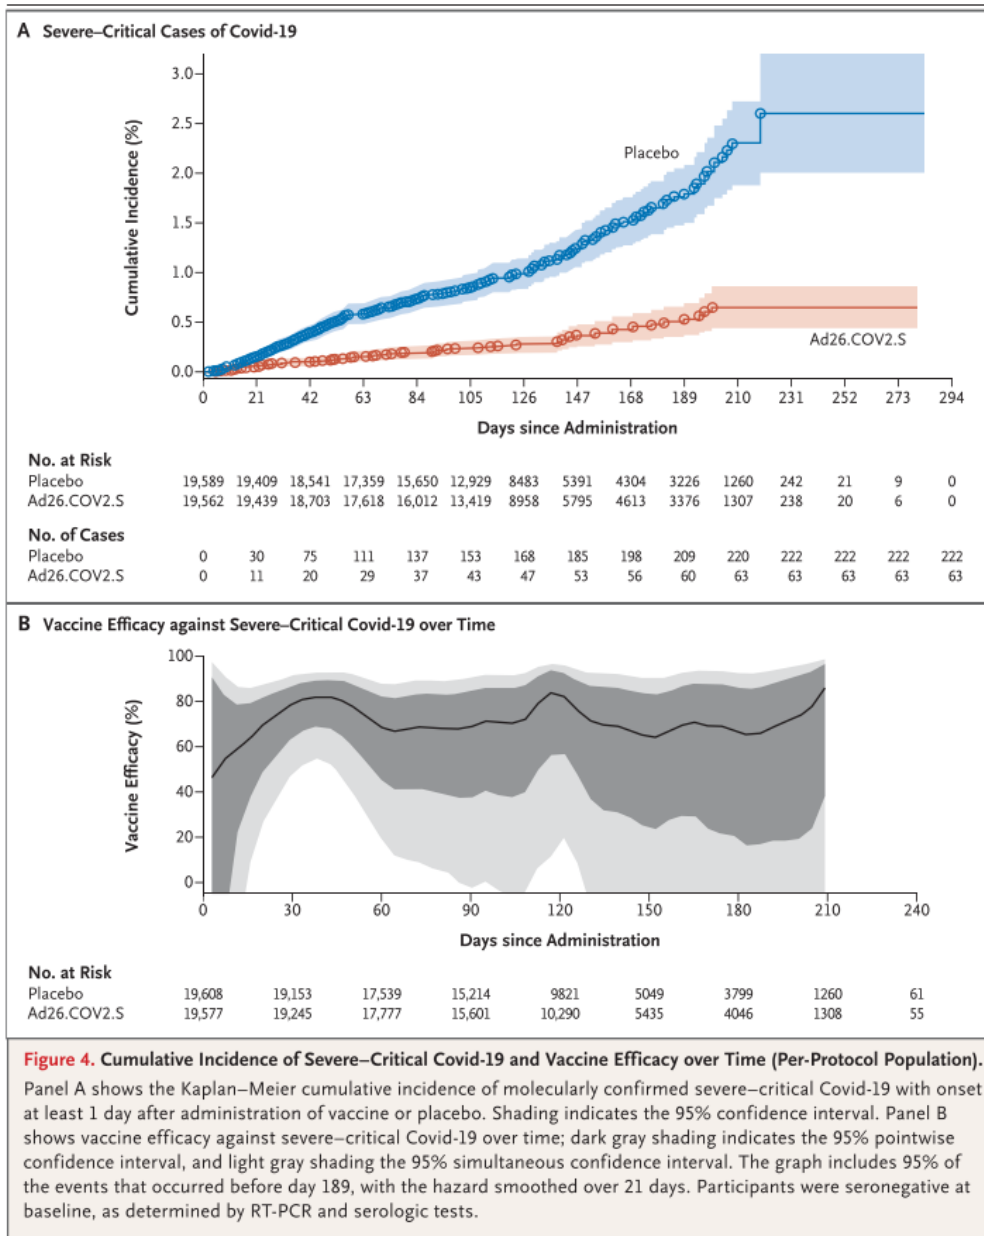 A Severe–Critical Cases of Covid-19
Cumulative Incidence (%)
3.0
2.5
2.0
1.5
1.0
0.5
0.0
Placebo
Ad26.COV2.S
0 21 42 63 84 105 126 147 168 189 210 231 252 273 294
Days since Administration
No. at Risk
Placebo 19,589 19,409 18,541 17,359 15,650 12,929 8483 5391 4304 3226 1260 242 21 9 0
Ad26.COV2.S 19,562 19,439 18,703 17,618 16,012 13,419 8958 5795 4613 3376 1307 238 20 6 0
No. of Cases
Placebo 0 30 75 111 137 153 168 185 198 209 220 222 222 222 222
Ad26.COV2.S 0 11 20 29 37 43 47 53 56 60 63 63 63 63 63
B Vaccine Efficacy against Severe–Critical Covid-19 over Time
Vaccine Efficacy (%)
100
80
60
40
20
0
0 30 60 90 120 150 180 210 240
Days since Administration
No. at Risk
Placebo 19,608 19,153 17,539 15,214 9821 5049 3799 1260 61
Ad26.COV2.S 19,577 19,245 17,777 15,601 10,290 5435 4046 1308 55
Figure 4. Cumulative Incidence of Severe–Critical Covid-19 and Vaccine Efficacy over Time (Per-Protocol Population).
Panel A shows the Kaplan–Meier cumulative incidence of molecularly confirmed severe–critical Covid-19 with onset
at least 1 day after administration of vaccine or placebo. Shading indicates the 95% confidence interval. Panel B
shows vaccine efficacy against severe–critical Covid-19 over time; dark gray shading indicates the 95% pointwise
confidence interval, and light gray shading the 95% simultaneous confidence interval. The graph includes 95% of
the events that occurred before day 189, with the hazard smoothed over 21 days. Participants were seronegative at
baseline, as determined by RT-PCR and serologic tests.